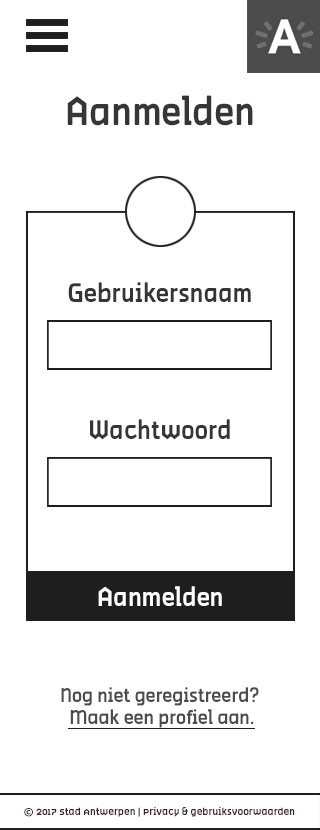 A
Aanmelden
Gebruikersnaam
Wachtwoord
Aanmelden
Nog niet geregistreerd?
Maak een profiel aan.
© 2017 Stad Antwerpen | Privacy & gebruiksvoorwaarden